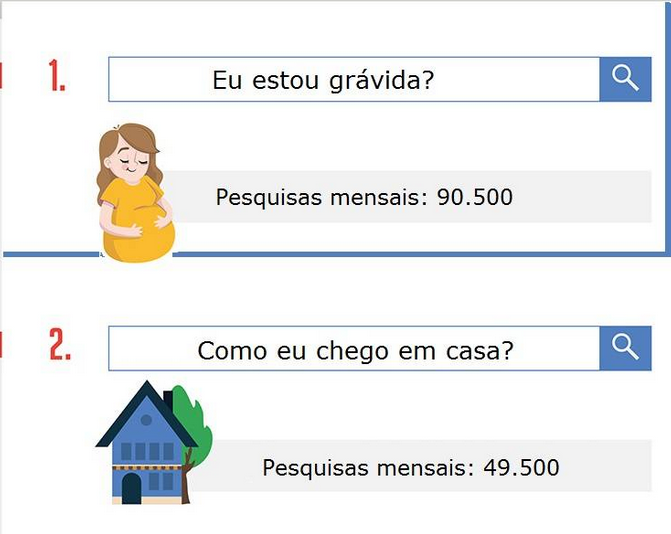 1.
Eu estou grávida?
Pesquisas mensais: 90.500
2.
Como eu chego em casa?
Pesquisas mensais: 49.500